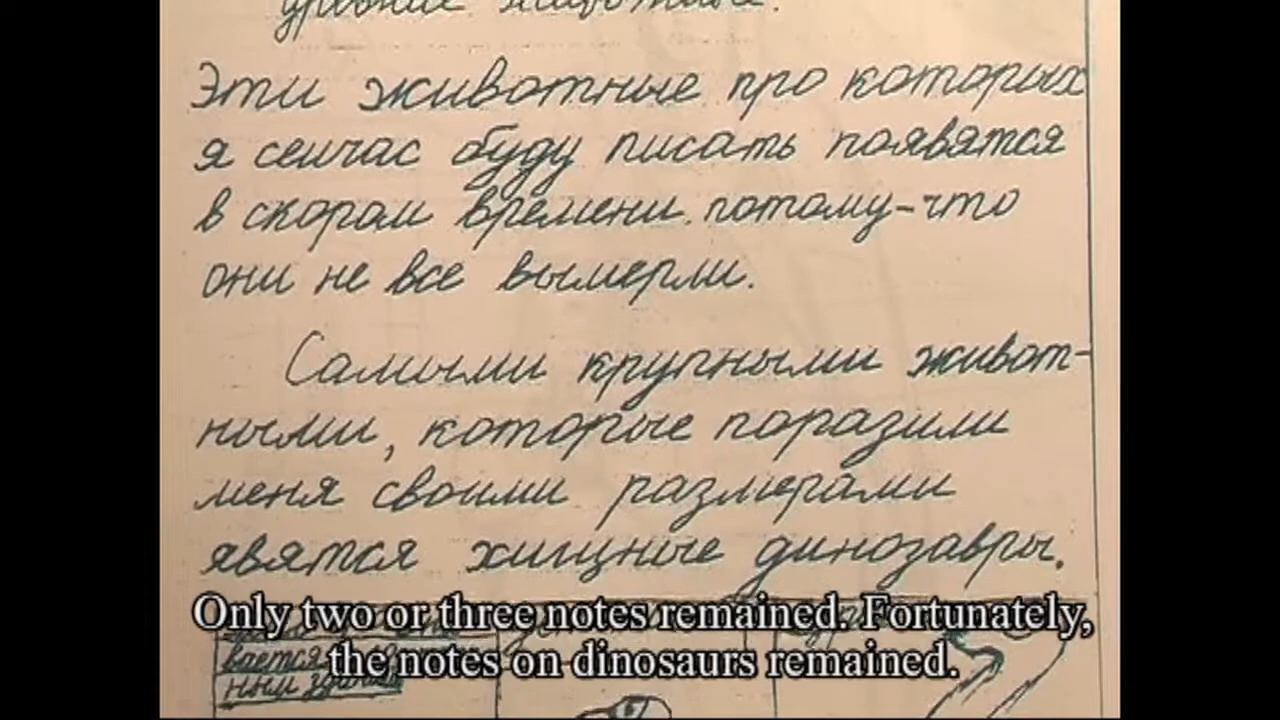 Эти животные про которых
я сейчас буду писать появятся
в скором времени потому-что
они не все вымерли.
Самыми крупными живот-
ными, которые поразили
меня своими размерами
явятся хищные динозавры.
Only two or three notes remained. Fortunately,
the notes on dinosaurs remained.